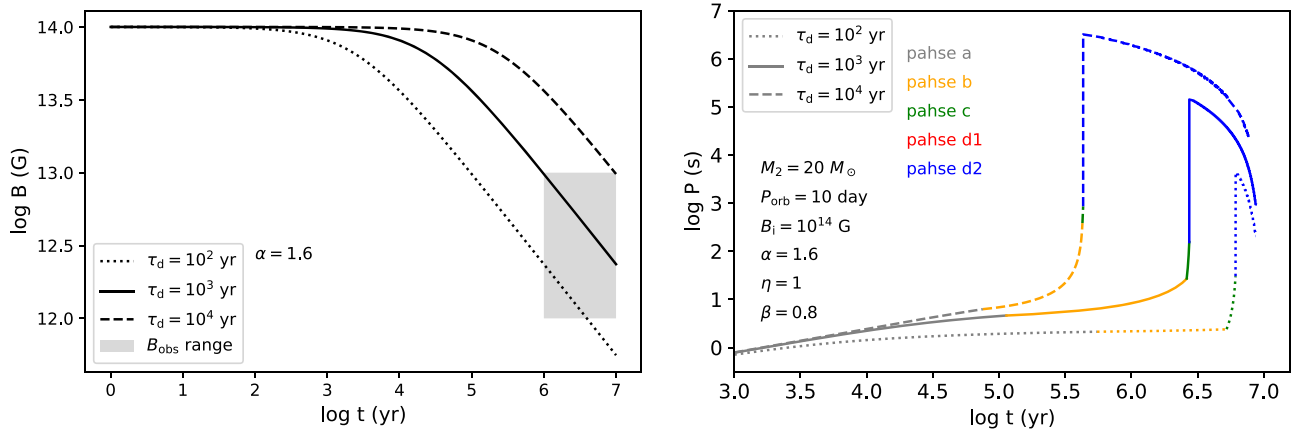 14.0
13.5
13.0
12.5
12.0
log B (G)
τd = 10² yr
τd = 10³ yr
τd = 10⁴ yr
Bobs range
α = 1.6
0 1 2 3 4 5 6 7
log t (yr)
7
6
5
4
3
2
1
0
log P (s)
τd = 10² yr
τd = 10³ yr
τd = 10⁴ yr
pahse a
pahse b
pahse c
pahse d1
pahse d2
M₂ = 20 M⊙
Porb = 10 day
Bi = 10¹⁴ G
α = 1.6
η = 1
β = 0.8
3.0 3.5 4.0 4.5 5.0 5.5 6.0 6.5 7.0
log t (yr)